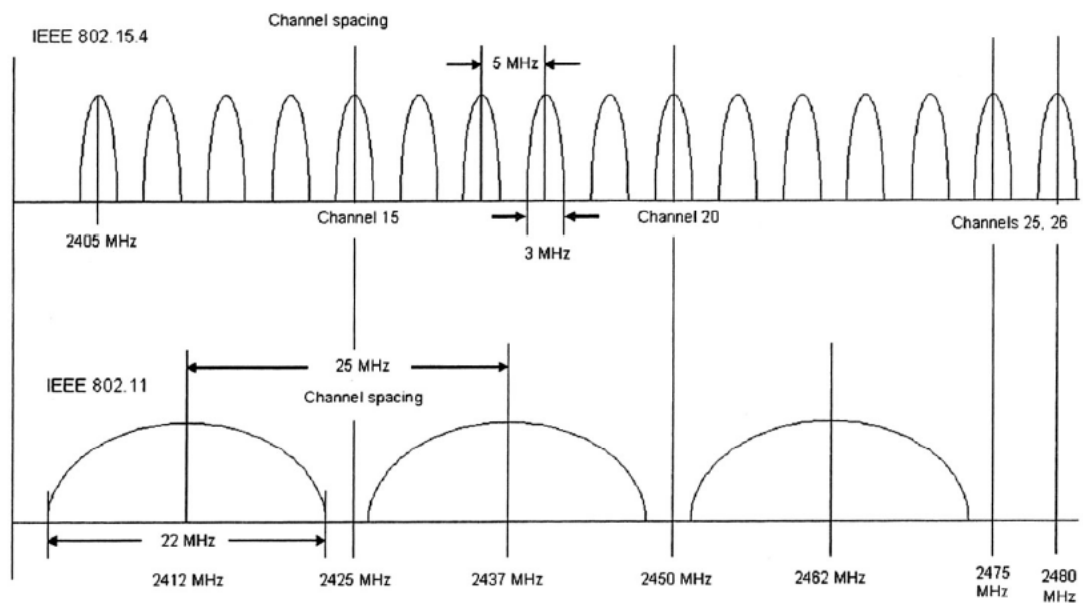 Channel spacing
IEEE 802.15.4
5 MHz
Channel 15
Channel 20
Channels 25, 26
2405 MHz
3 MHz
25 MHz
IEEE 802.11
Channel spacing
22 MHz
2412 MHz
2425 MHz
2437 MHz
2450 MHz
2462 MHz
2475
MHz
2480
MHz